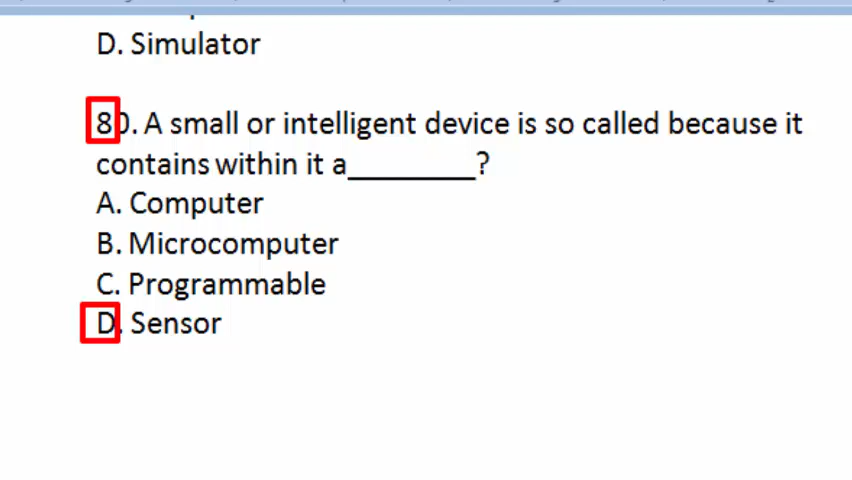 D. Simulator
80. A small or intelligent device is so called because it
contains within it a________?
A. Computer
B. Microcomputer
C. Programmable
D. Sensor